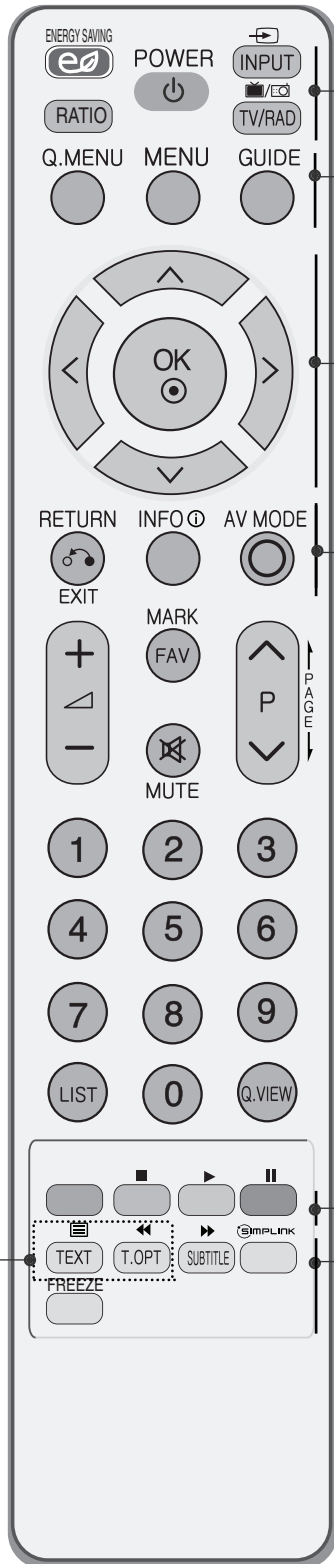 ENERGY SAVING
POWER
INPUT
RATIO
TV/RAD
Q.MENU MENU GUIDE
OK
RETURN INFO i AV MODE
EXIT
MARK
FAV
P
PAGE
MUTE
1 2 3
4 5 6
7 8 9
LIST 0 Q.VIEW
SIMPLINK
TEXT T.OPT SUBTITLE
FREEZE